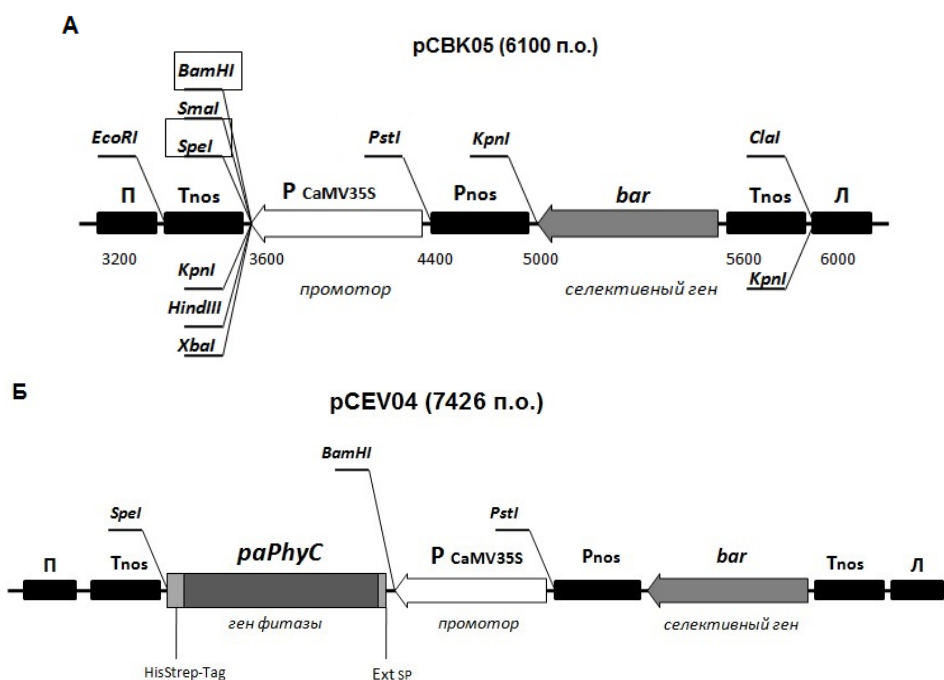 А
pCBK05 (6100 п.о.)
BamHI
SmaI
EcoRI
SpeI
PstI
KpnI
ClaI
П
Tnos
P CaMV35S
Pnos
bar
Tnos
Л
3200
3600
4400
5000
5600
6000
KpnI
промотор
селективный ген
KpnI
HindIII
XbaI
Б
pCEV04 (7426 п.о.)
BamHI
SpeI
PstI
П
Tnos
paPhyC
P CaMV35S
Pnos
bar
Tnos
Л
ген фитазы
промотор
селективный ген
HisStrep-Tag
Ext SP